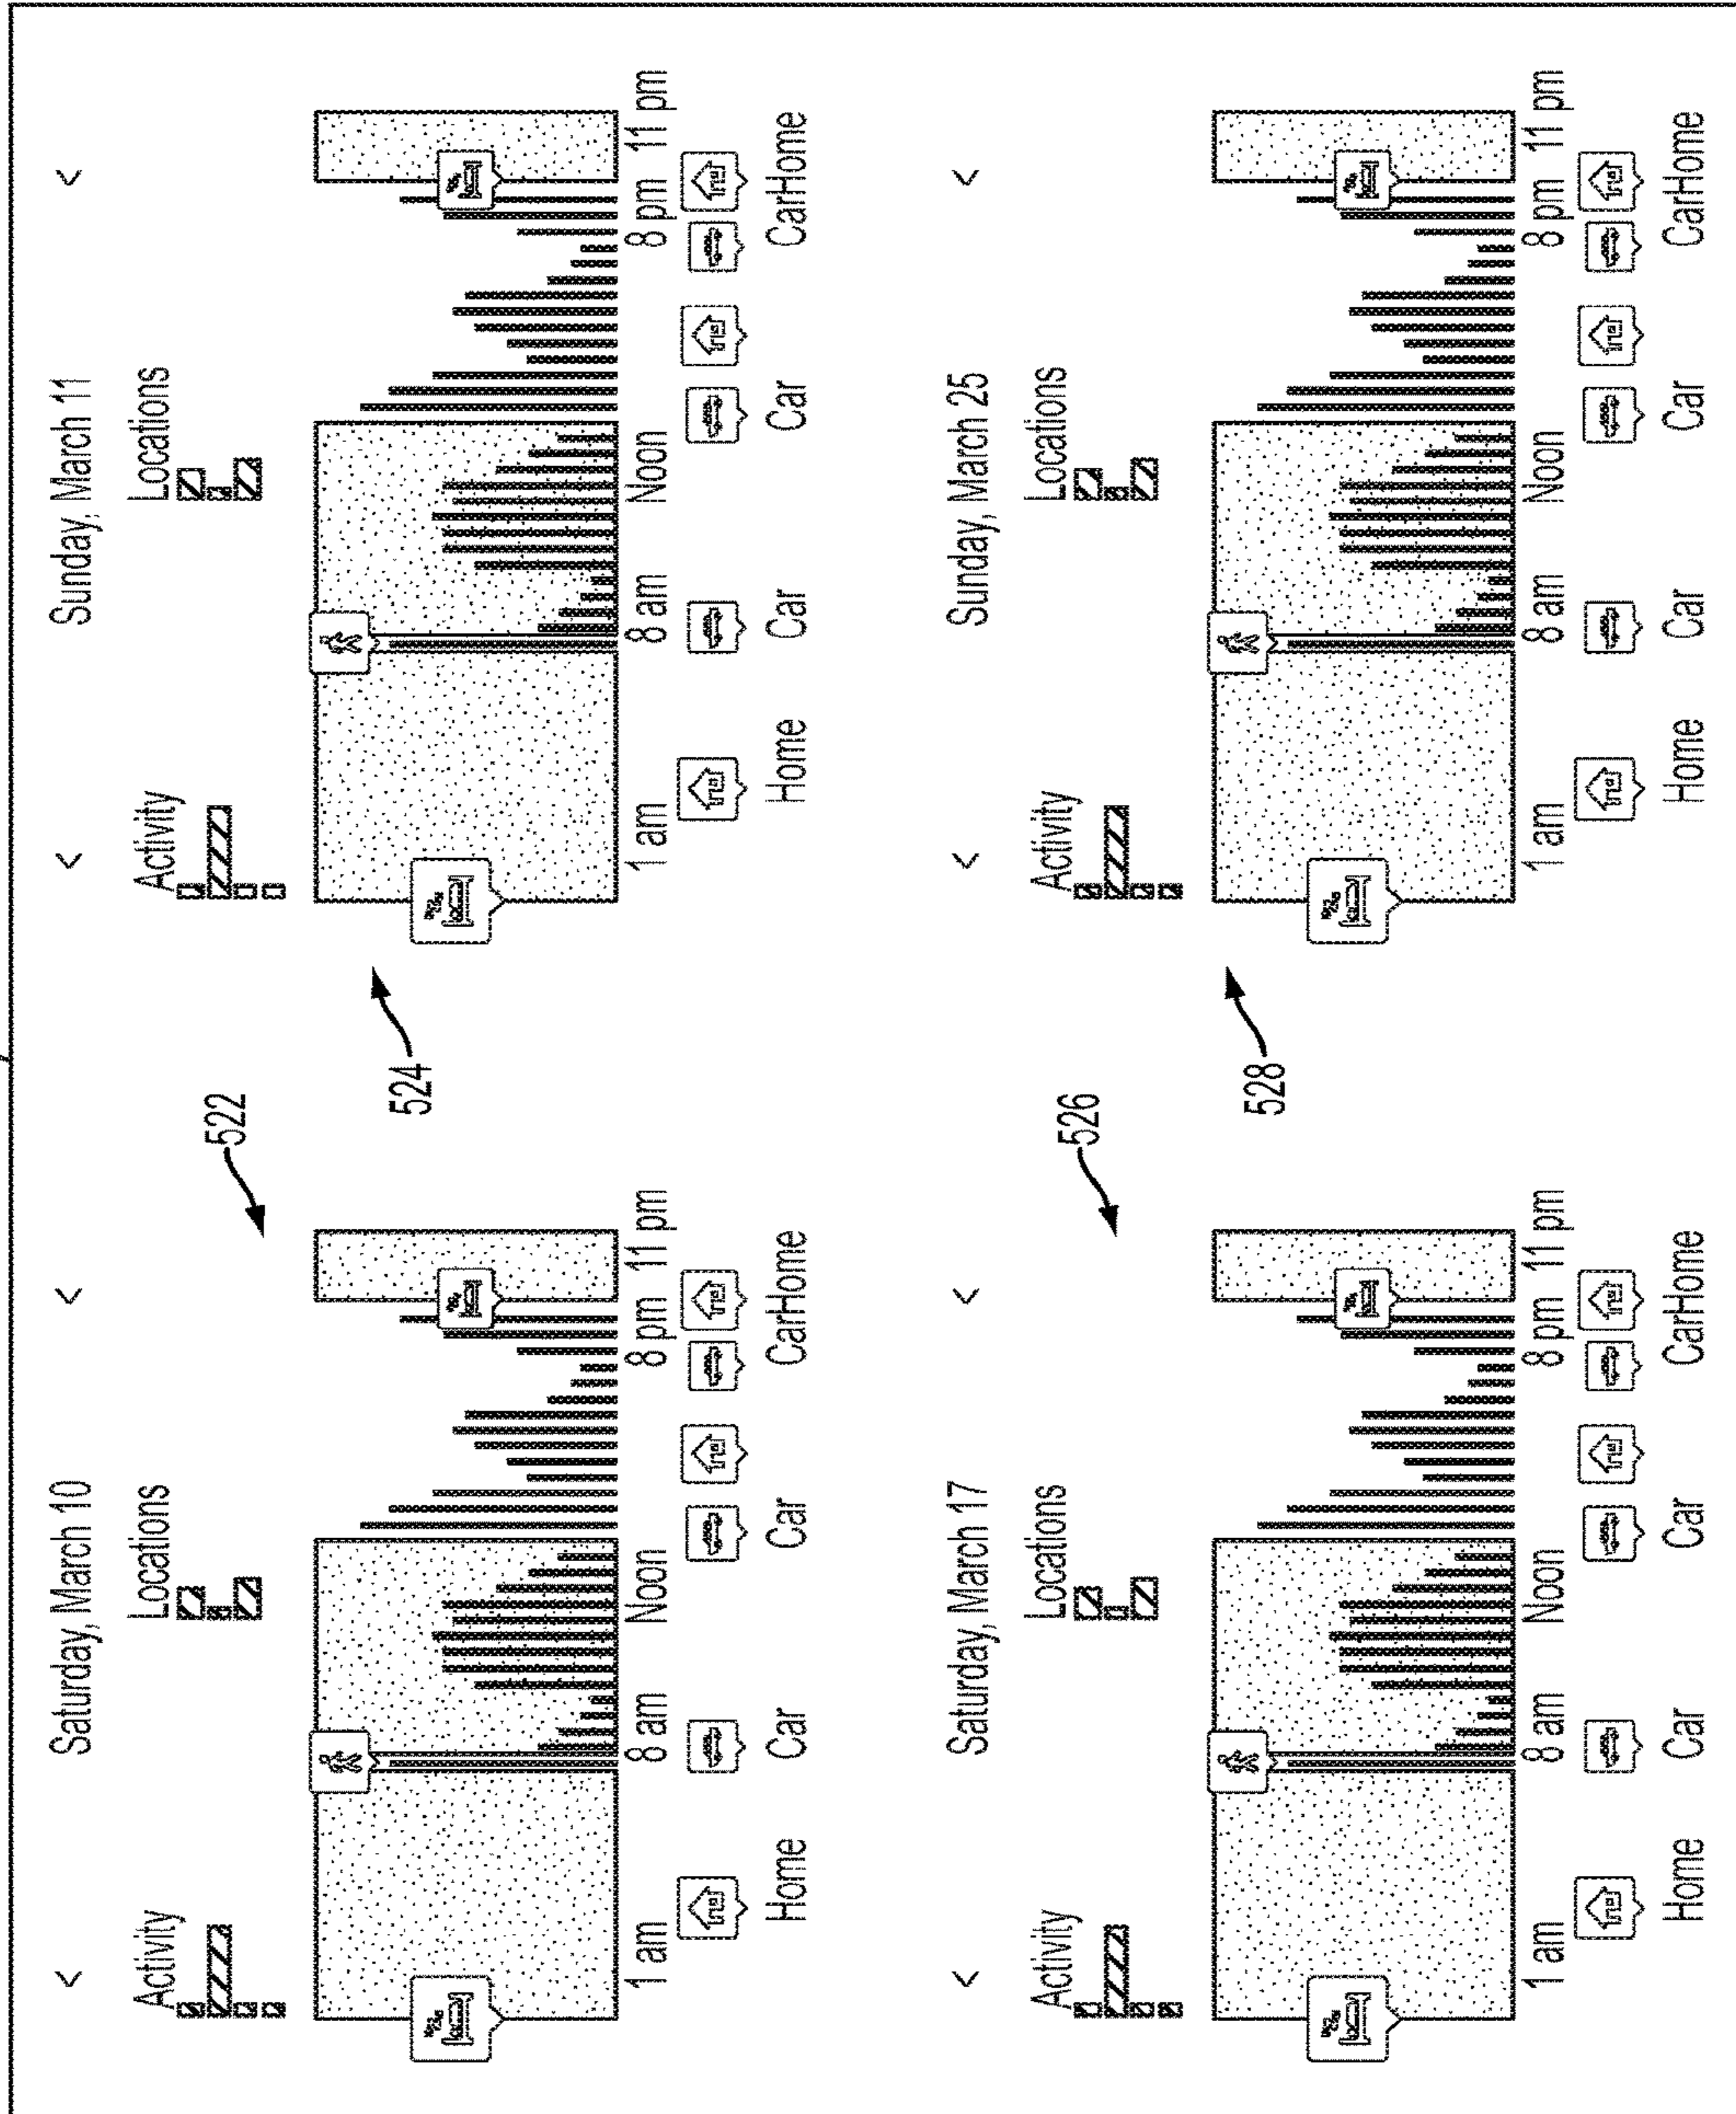 Saturday, March 10
< <
Activity Locations
522
1 am 8 am Noon 8 pm 11 pm
Home Car Car CarHome
Sunday, March 11
< <
Activity Locations
524
1 am 8 am Noon 8 pm 11 pm
Home Car Car CarHome
Saturday, March 17
< <
Activity Locations
526
1 am 8 am Noon 8 pm 11 pm
Home Car Car CarHome
Sunday, March 25
< <
Activity Locations
528
1 am 8 am Noon 8 pm 11 pm
Home Car Car CarHome